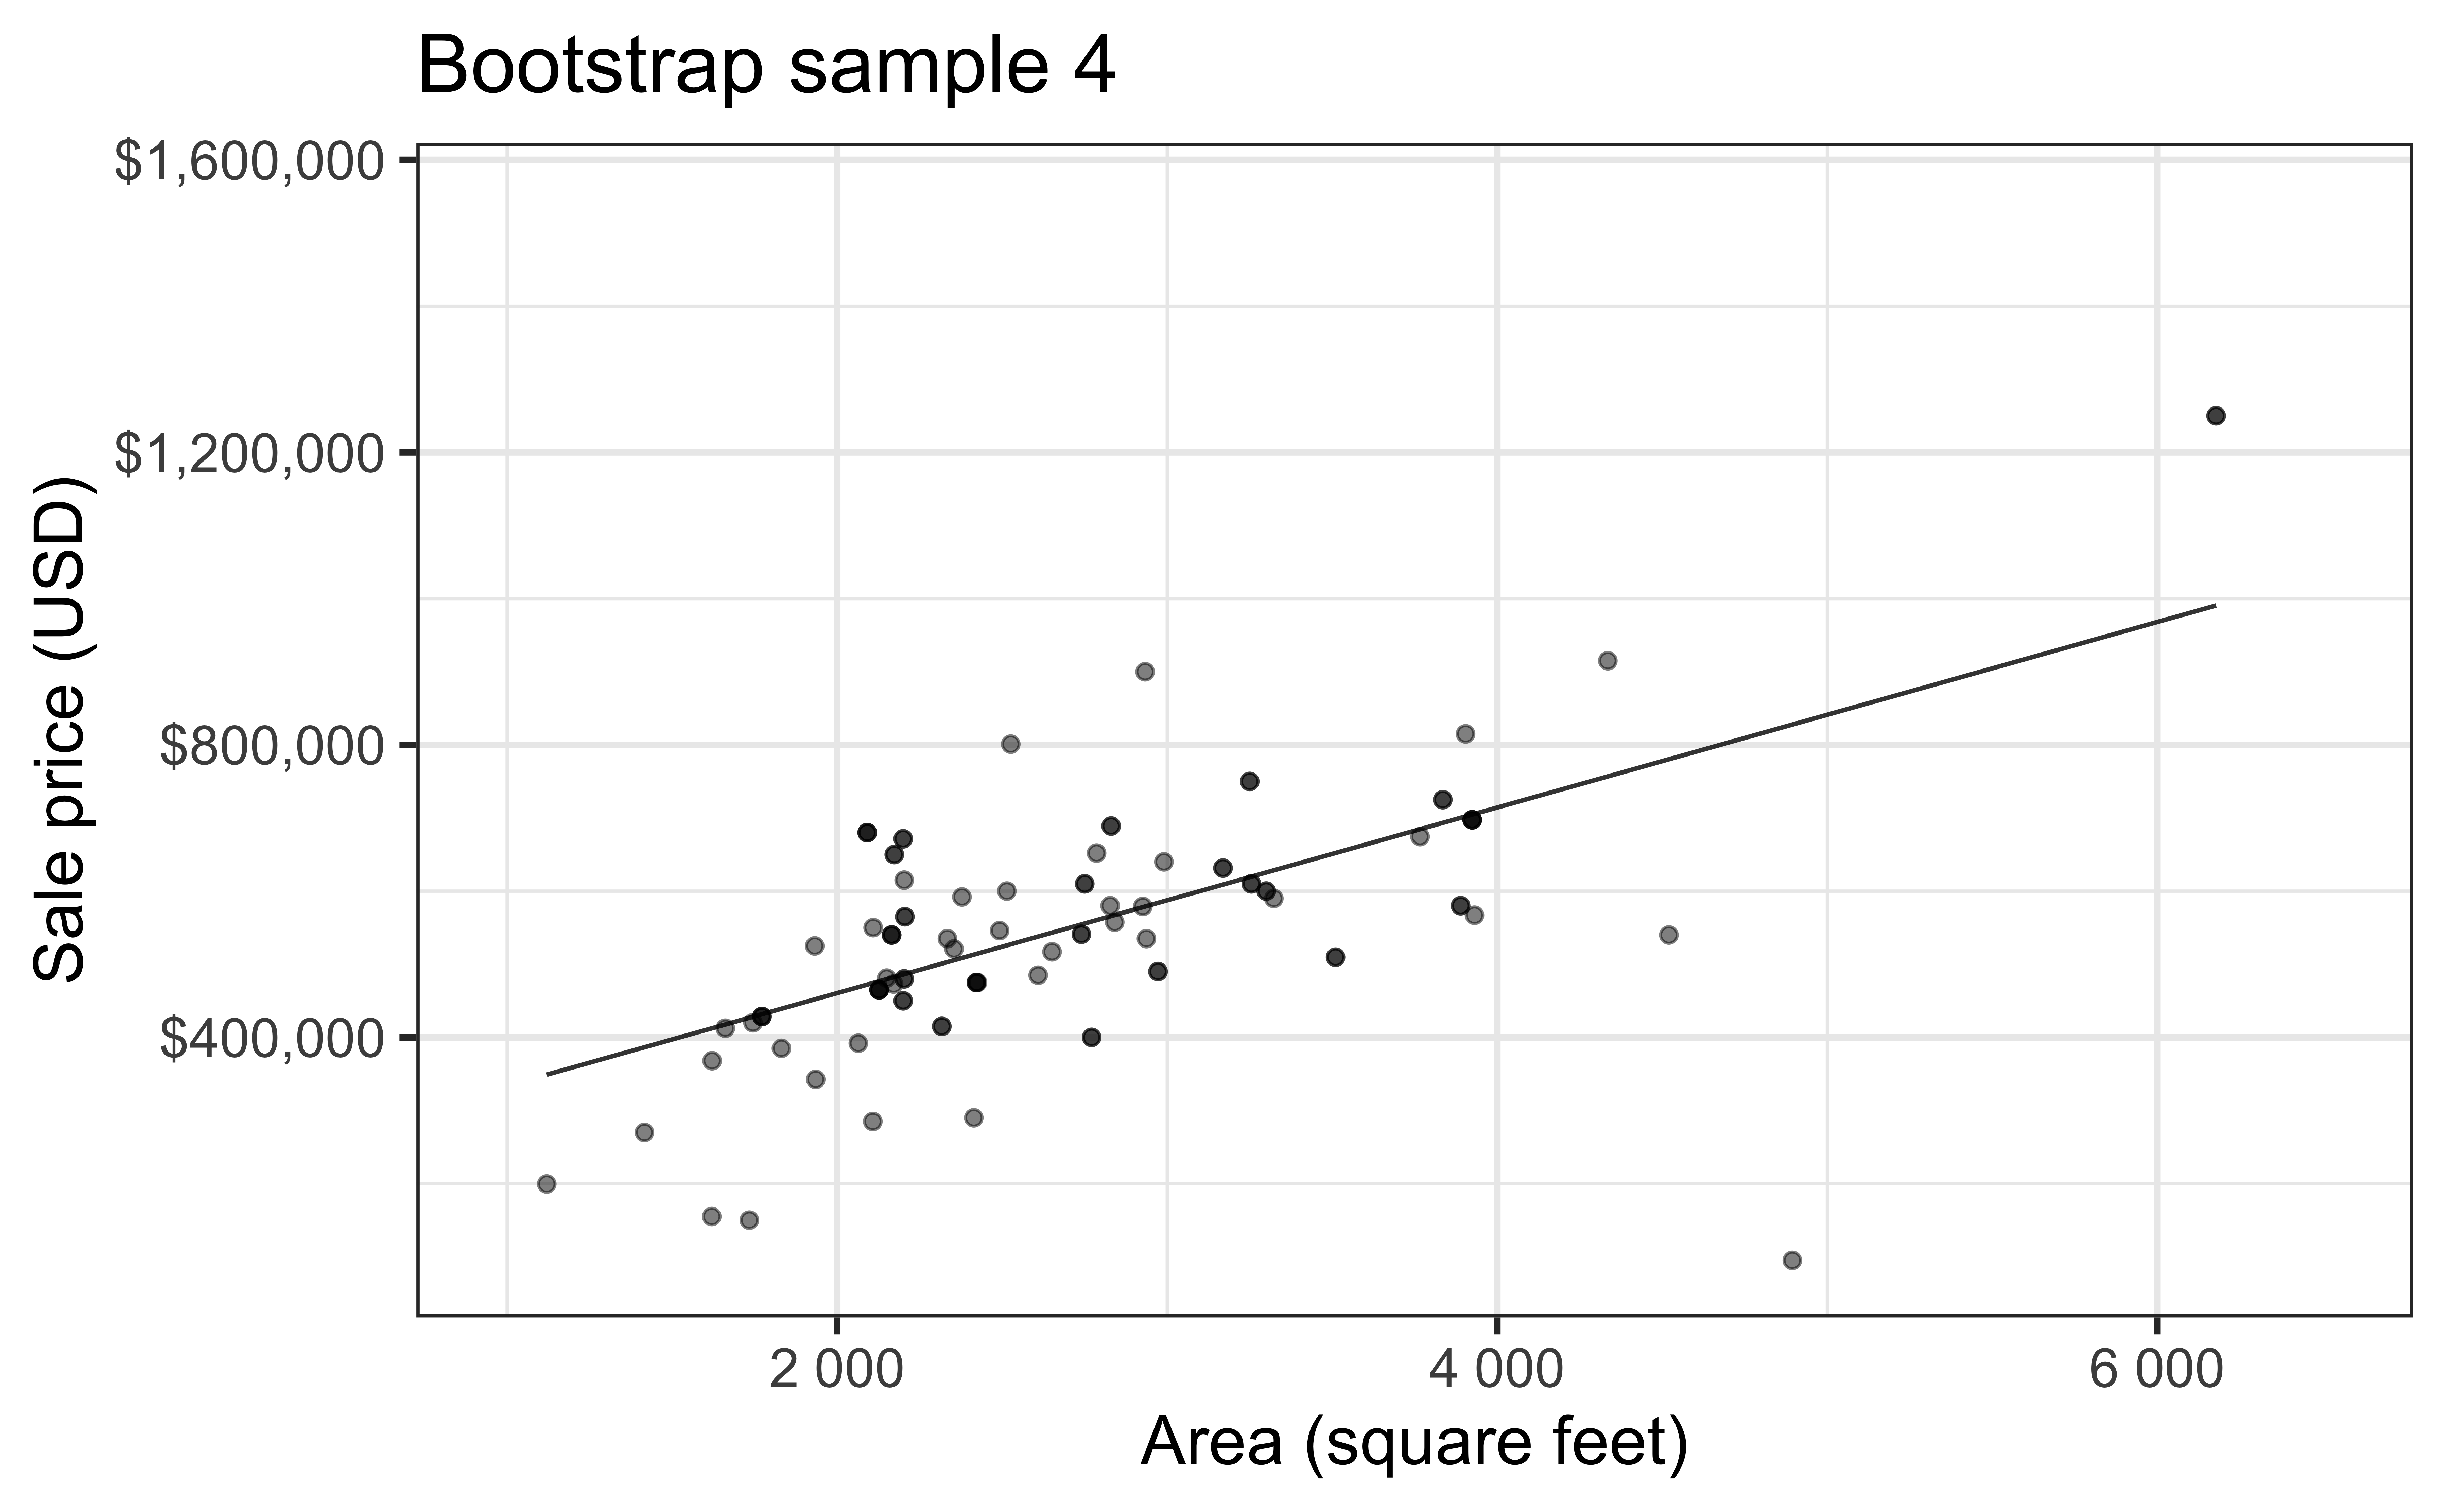 Bootstrap sample 4
$1,600,000
$1,200,000
$800,000
$400,000
Sale price (USD)
2 000
4 000
6 000
Area (square feet)